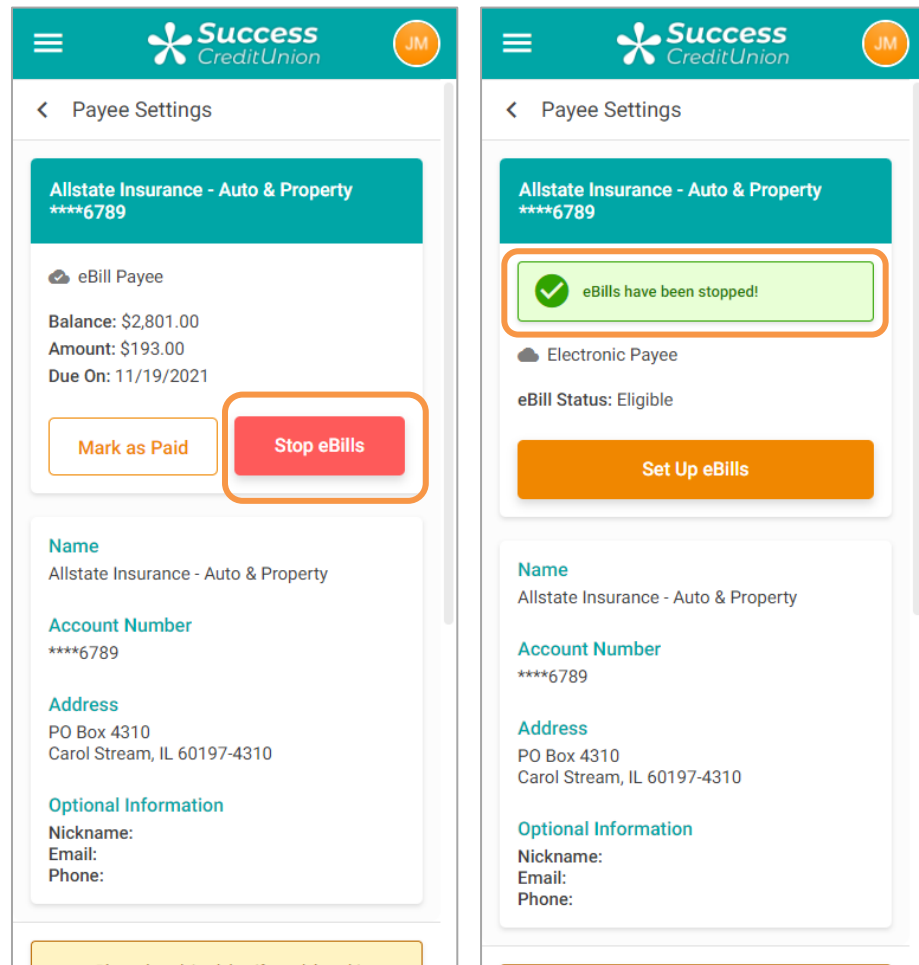 Success
CreditUnion
JM
Payee Settings
Allstate Insurance - Auto & Property
****6789
eBill Payee
Balance: $2,801.00
Amount: $193.00
Due On: 11/19/2021
Mark as Paid
Stop eBills
Name
Allstate Insurance - Auto & Property
Account Number
****6789
Address
PO Box 4310
Carol Stream, IL 60197-4310
Optional Information
Nickname:
Email:
Phone:
Success
CreditUnion
JM
Payee Settings
Allstate Insurance - Auto & Property
****6789
eBills have been stopped!
Electronic Payee
eBill Status: Eligible
Set Up eBills
Name
Allstate Insurance - Auto & Property
Account Number
****6789
Address
PO Box 4310
Carol Stream, IL 60197-4310
Optional Information
Nickname:
Email:
Phone: